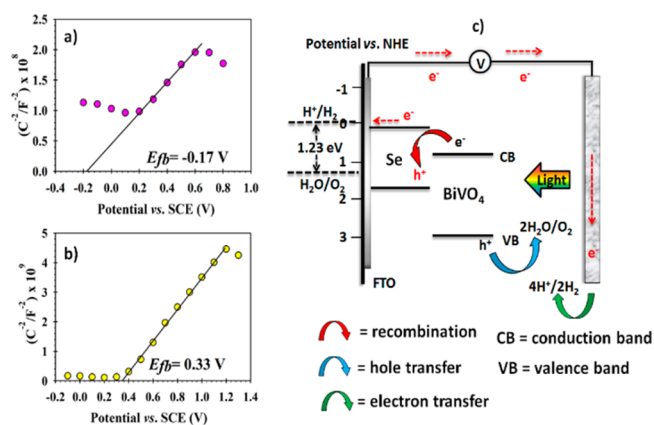 a)
(C⁻²/F⁻²) x 10⁸
2.5
2.0
1.5
1.0
0.5
0.0
Efb= -0.17 V
-0.4 -0.2 0.0 0.2 0.4 0.6 0.8 1.0
Potential vs. SCE (V)
b)
(C⁻²/F⁻²) x 10⁹
5
4
3
2
1
0
Efb= 0.33 V
0.0 0.2 0.4 0.6 0.8 1.0 1.2 1.4
Potential vs. SCE (V)
c)
Potential vs. NHE
V
e⁻
e⁻
-1
H⁺/H₂
0
e⁻
1.23 eV
Se
e⁻
1
h⁺
CB
H₂O/O₂
BiVO₄
Light
2
2H₂O/O₂
3
h⁺
VB
e⁻
FTO
4H⁺/2H₂
= recombination
CB = conduction band
= hole transfer
VB = valence band
= electron transfer